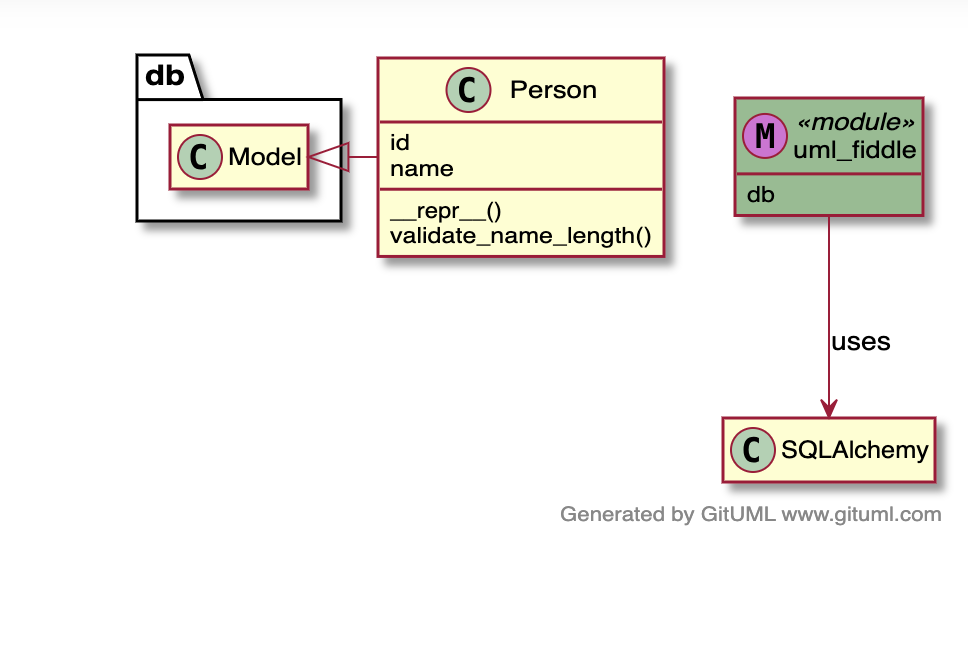 db
C Model
C Person
id
name
__repr__()
validate_name_length()
M «module»
uml_fiddle
db
uses
C SQLAlchemy
Generated by GitUML www.gituml.com